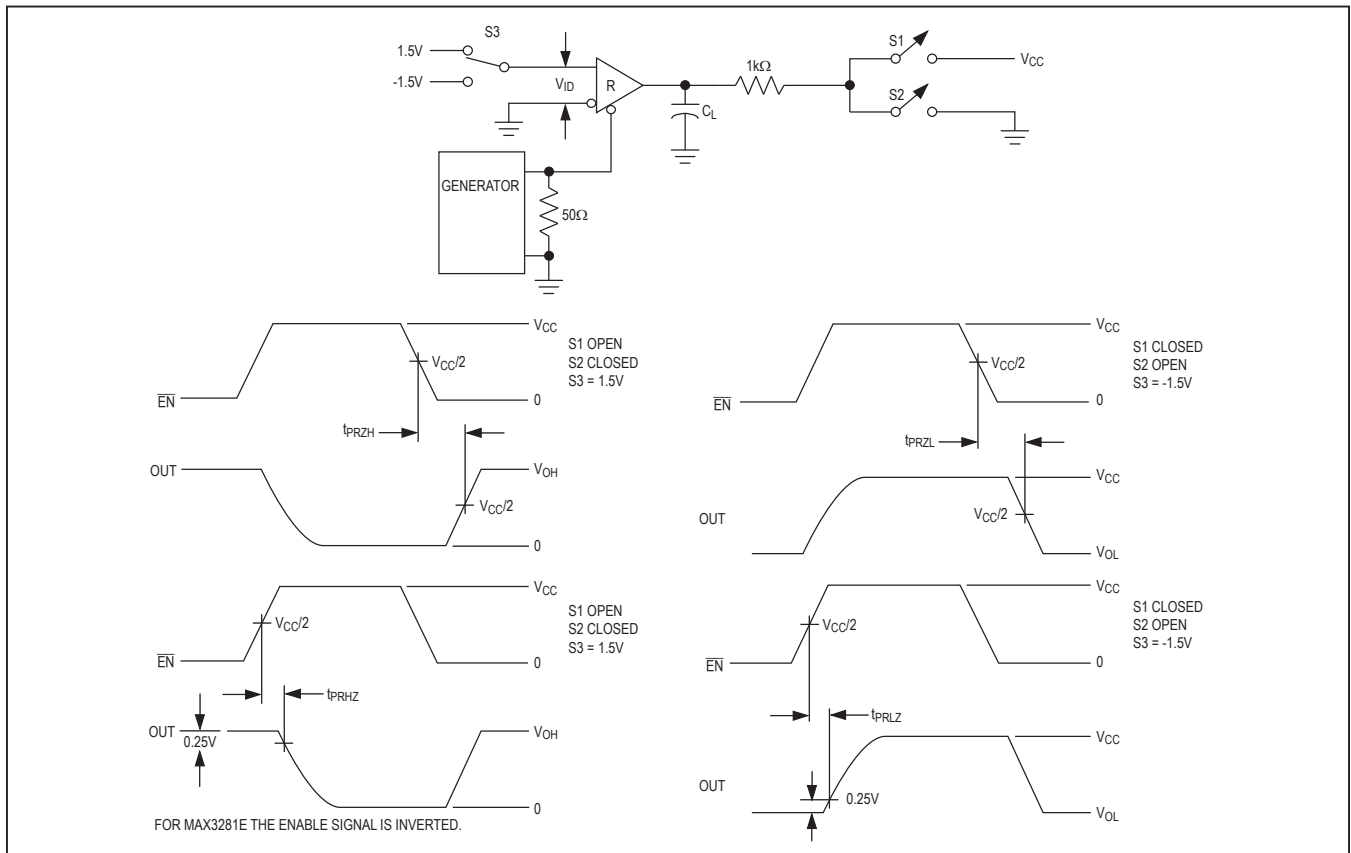 S3
1.5V
-1.5V
VID
R
1kΩ
S1
VCC
S2
CL
GENERATOR
50Ω
VCC
S1 OPEN
S2 CLOSED
S3 = 1.5V
VCC/2
EN
0
tPRZH
OUT
VOH
VCC/2
0
VCC
S1 CLOSED
S2 OPEN
S3 = -1.5V
VCC/2
EN
0
tPRZL
VCC
VCC/2
OUT
VOL
VCC
S1 OPEN
S2 CLOSED
S3 = 1.5V
VCC/2
EN
0
tPRHZ
OUT
0.25V
VOH
0
VCC
S1 CLOSED
S2 OPEN
S3 = -1.5V
VCC/2
EN
0
tPRLZ
VCC
OUT
0.25V
VOL
FOR MAX3281E THE ENABLE SIGNAL IS INVERTED.